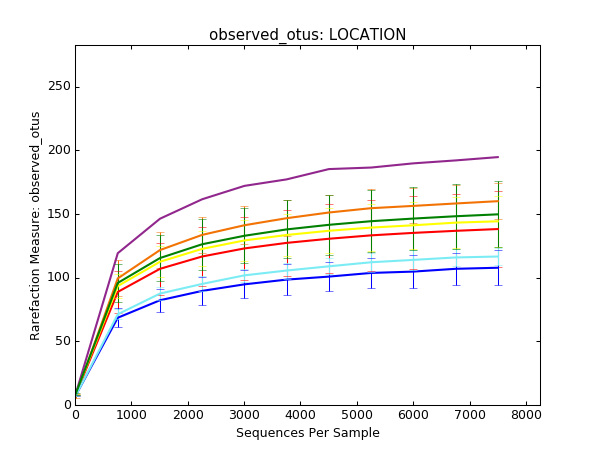 observed_otus: LOCATION
Rarefaction Measure: observed_otus
250
200
150
100
50
0
0 1000 2000 3000 4000 5000 6000 7000 8000
Sequences Per Sample